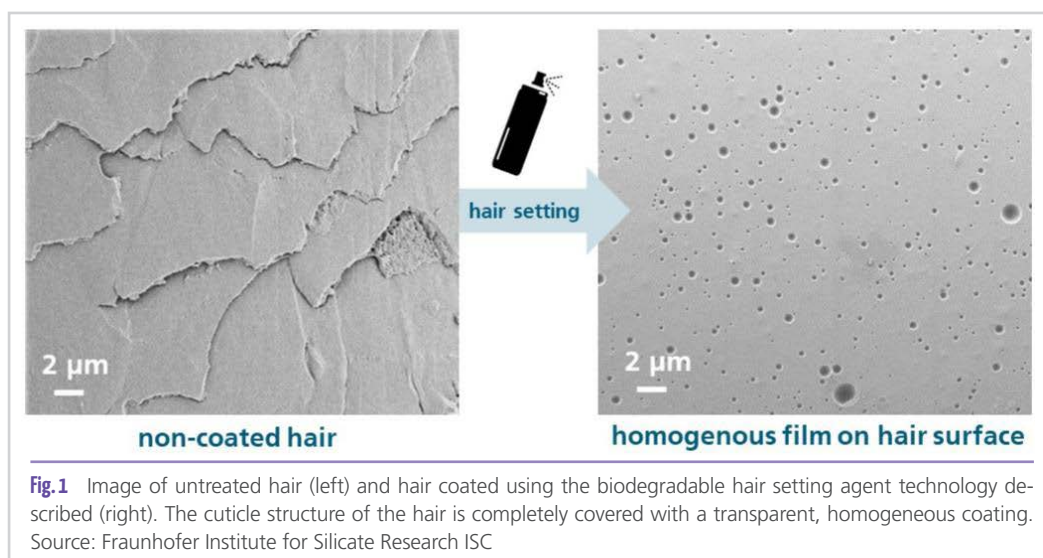 hair setting
2 µm
2 µm
non-coated hair
homogenous film on hair surface
Fig.1 Image of untreated hair (left) and hair coated using the biodegradable hair setting agent technology de-
scribed (right). The cuticle structure of the hair is completely covered with a transparent, homogeneous coating.
Source: Fraunhofer Institute for Silicate Research ISC